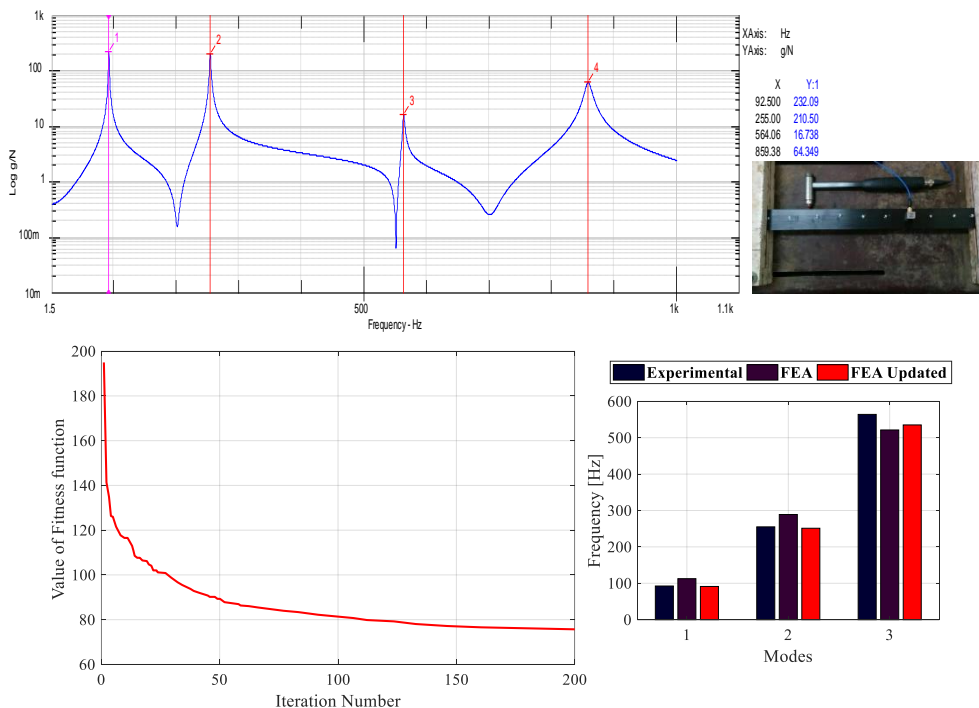 1k
100
10
1
100m
10m
Log g/N
1
2
3
4
1.5
500
1k
1.1k
Frequency - Hz
XAxis: Hz
YAxis: g/N
X Y:1
92.500 232.09
255.00 210.50
564.06 16.738
859.38 64.349
200
180
160
140
120
100
80
60
Value of Fitness function
0 50 100 150 200
Iteration Number
Experimental FEA FEA Updated
600
500
400
300
200
100
0
Frequency [Hz]
1 2 3
Modes